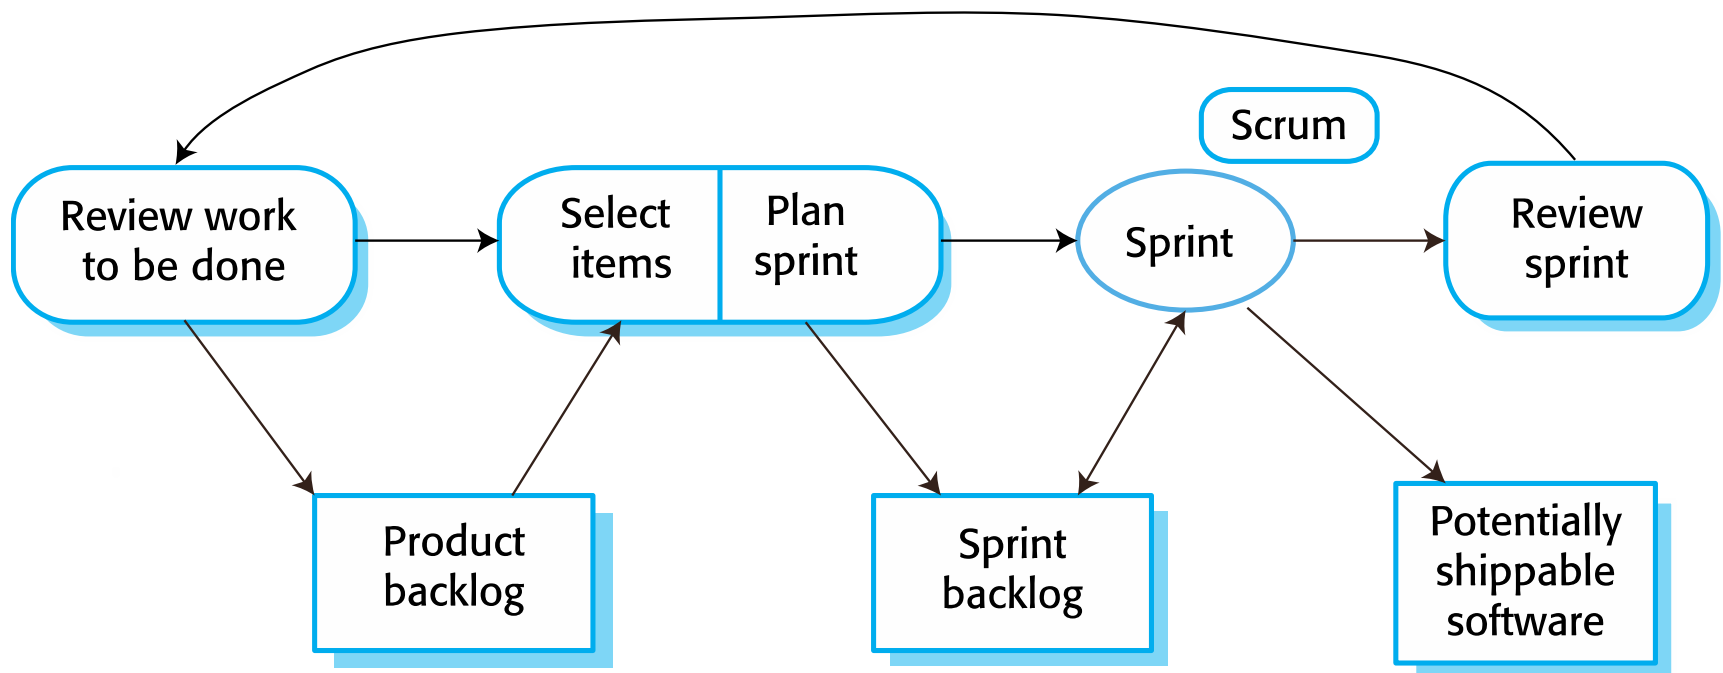 Scrum
Review work
to be done
Select
items
Plan
sprint
Sprint
Review
sprint
Product
backlog
Sprint
backlog
Potentially
shippable
software